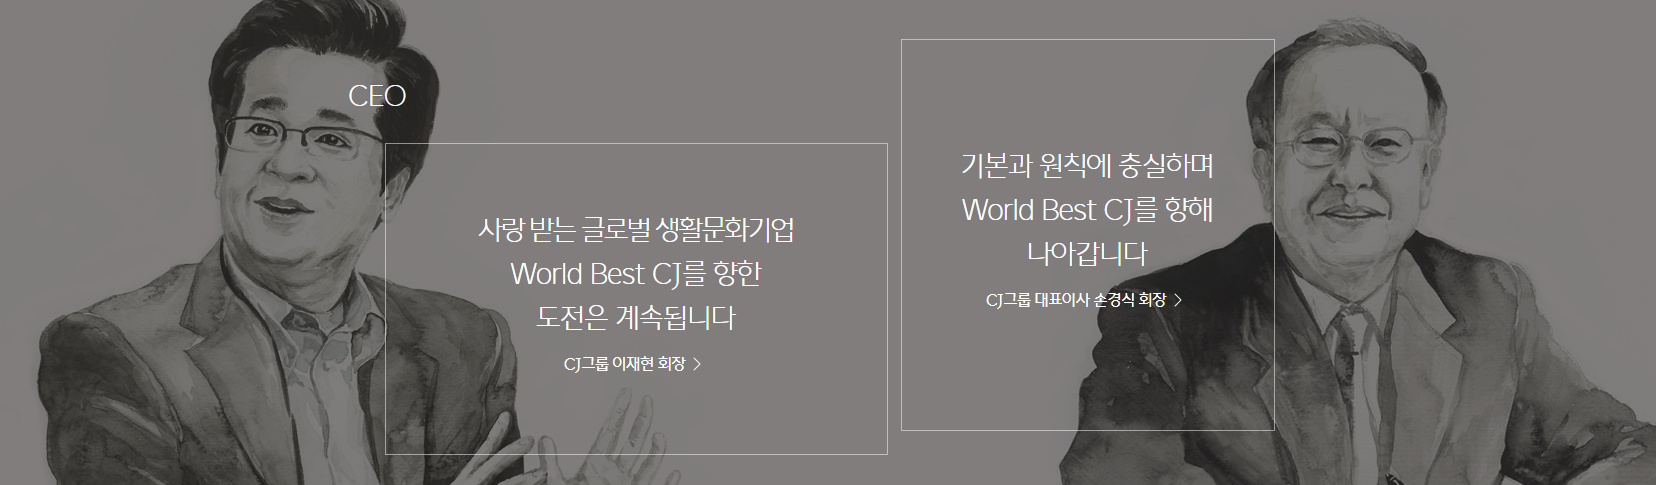 CEO
사랑 받는 글로벌 생활문화기업
World Best CJ를 향한
도전은 계속됩니다
CJ그룹 이재현 회장 >
기본과 원칙에 충실하며
World Best CJ를 향해
나아갑니다
CJ그룹 대표이사 손경식 회장 >